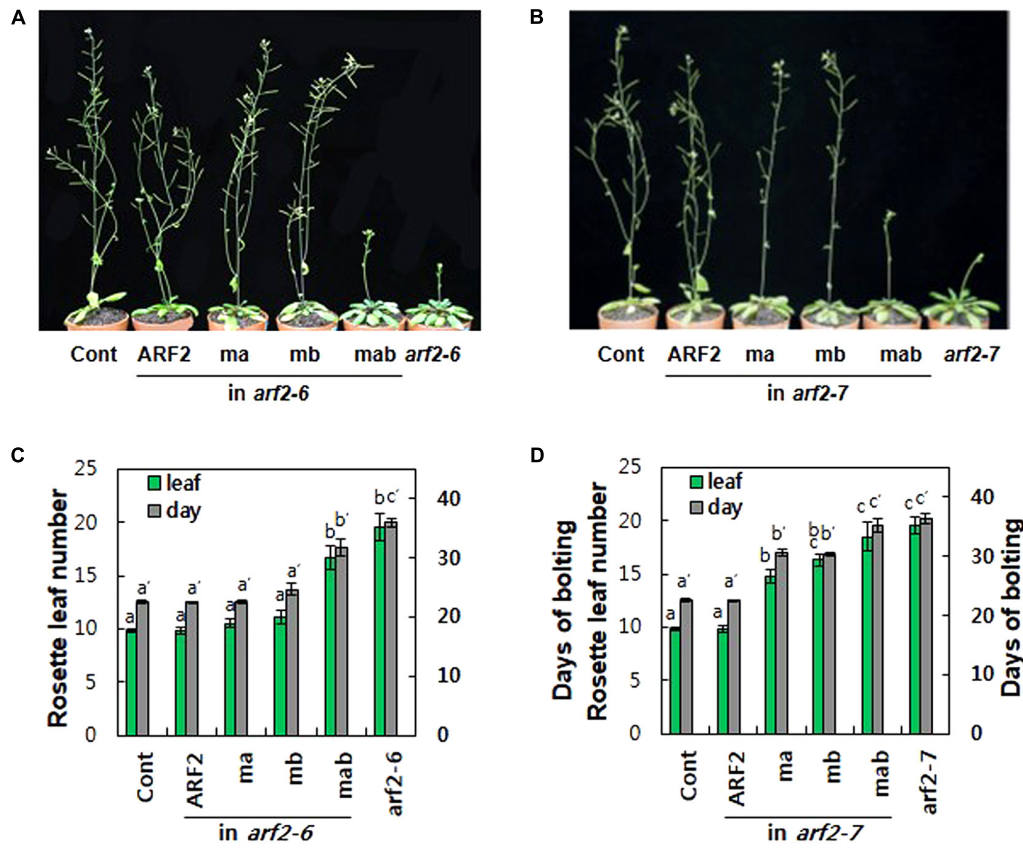 A
B
Cont ARF2 ma mb mab arf2-6
in arf2-6
Cont ARF2 ma mb mab arf2-7
in arf2-7
C
Rosette leaf number
25
20
15
10
5
0
leaf
day
a a′ a a′ a a′ a a′ b b′ b c′
40
30
20
10
0
Days of bolting
Cont ARF2 ma mb mab arf2-6
in arf2-6
D
Rosette leaf number
25
20
15
10
5
0
leaf
day
a a′ a a′ b b′ b c b′ c c′ c c′
40
30
20
10
0
Days of bolting
Cont ARF2 ma mb mab arf2-7
in arf2-7